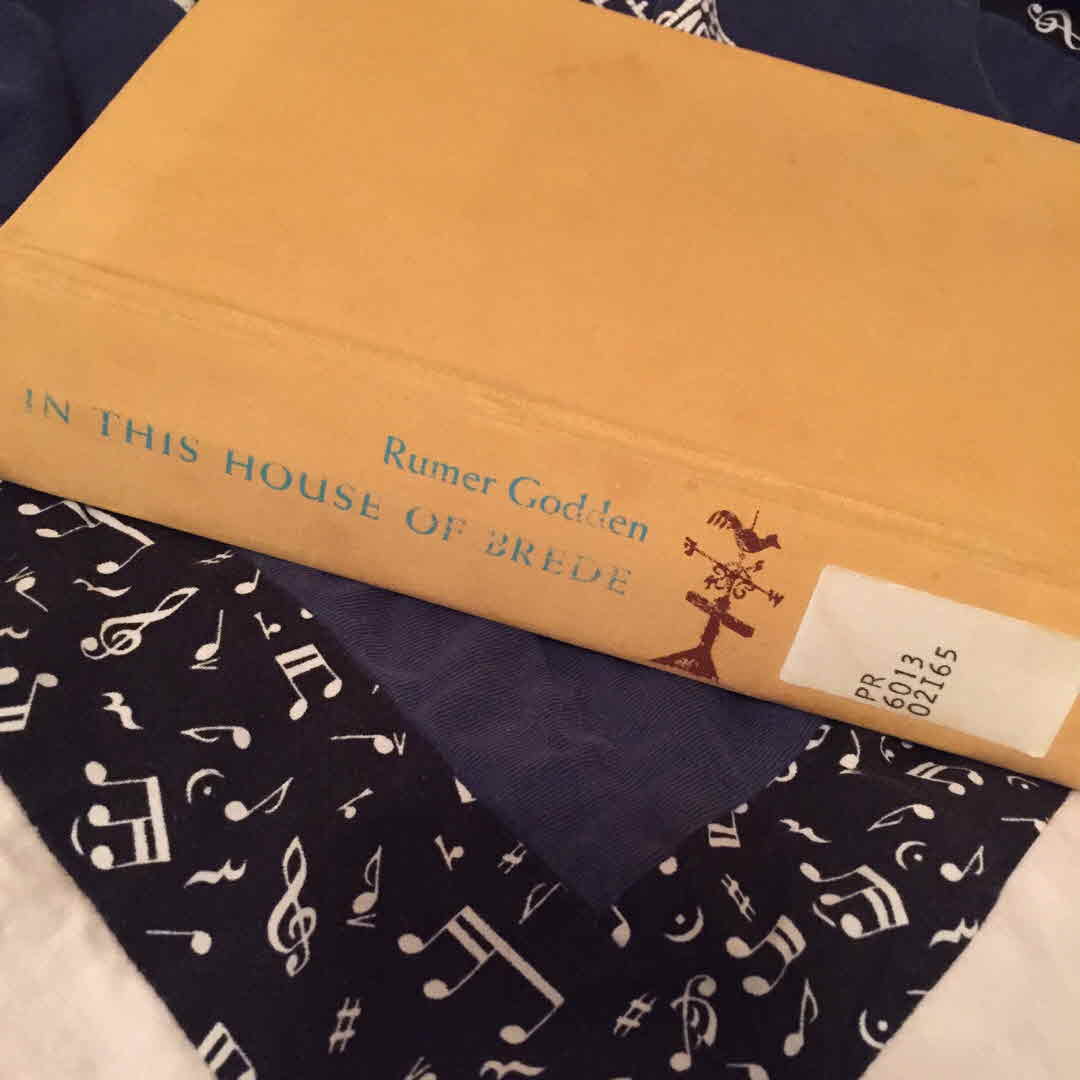 Rumer Godden
IN THIS HOUSE OF BREDE
PR
6013
O2I65